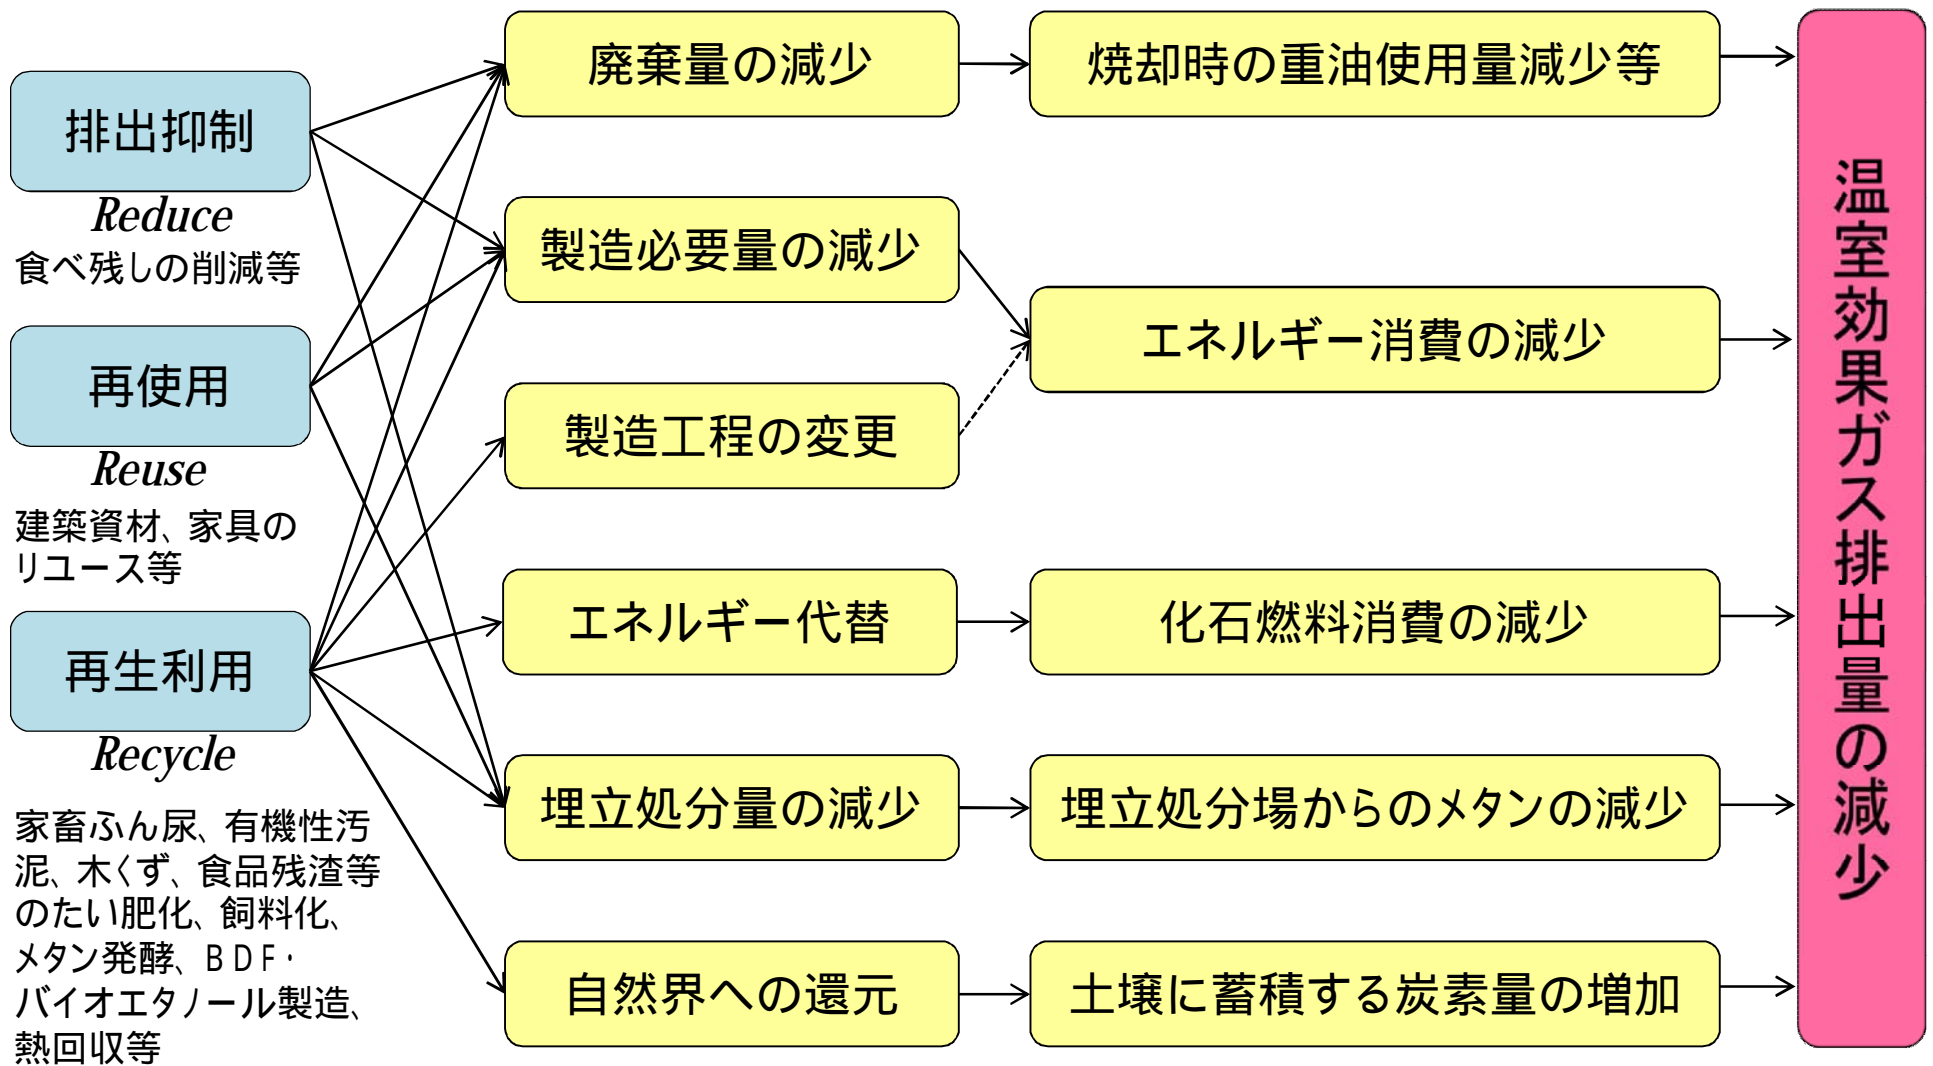 排出抑制
Reduce
食べ残しの削減等
再使用
Reuse
建築資材、家具の
リユース等
再生利用
Recycle
家畜ふん尿、有機性汚
泥、木くず、食品残渣等
のたい肥化、飼料化、
メタン発酵、BDF・
バイオエタノール製造、
熱回収等
廃棄量の減少
製造必要量の減少
製造工程の変更
エネルギー代替
埋立処分量の減少
自然界への還元
焼却時の重油使用量減少等
エネルギー消費の減少
化石燃料消費の減少
埋立処分場からのメタンの減少
土壌に蓄積する炭素量の増加
温室効果ガス排出量の減少